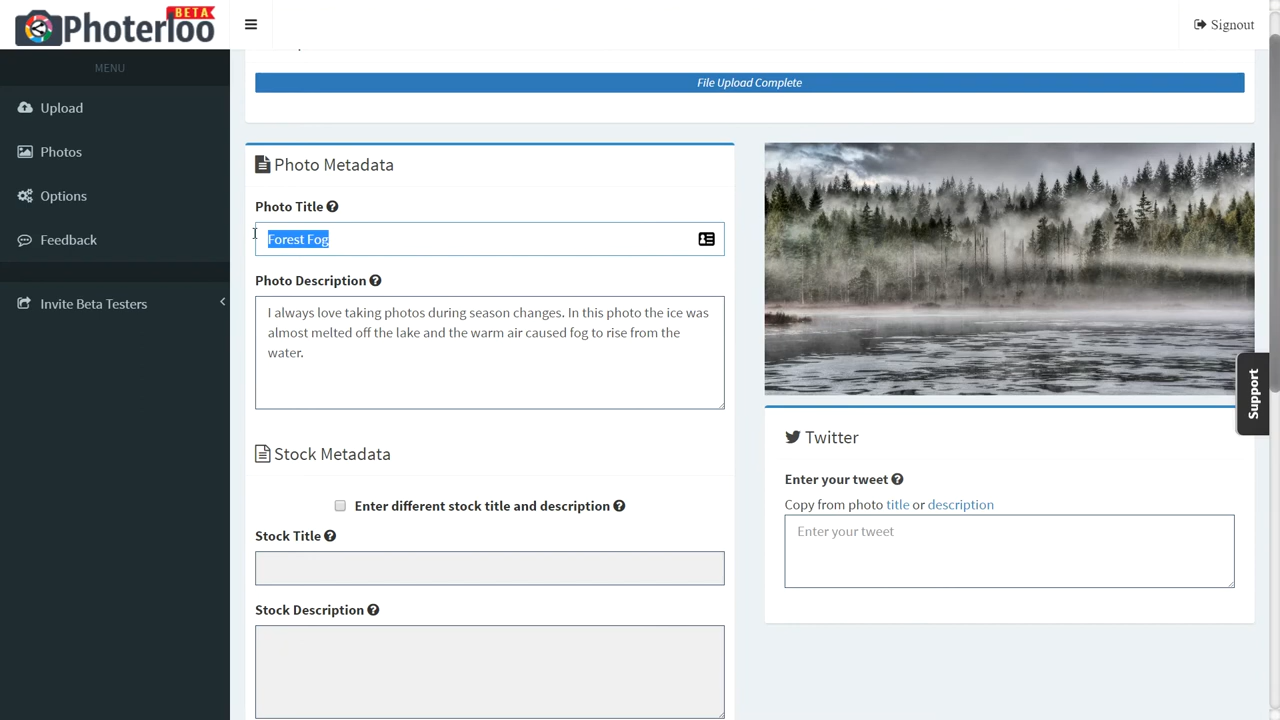 BETA
Photerloo
Signout
MENU
Upload
Photos
Options
Feedback
Invite Beta Testers
File Upload Complete
Photo Metadata
Photo Title
Forest Fog
Photo Description
I always love taking photos during season changes. In this photo the ice was
almost melted off the lake and the warm air caused fog to rise from the
water.
Stock Metadata
Enter different stock title and description
Stock Title
Stock Description
Twitter
Enter your tweet
Copy from photo title or description
Enter your tweet
Support